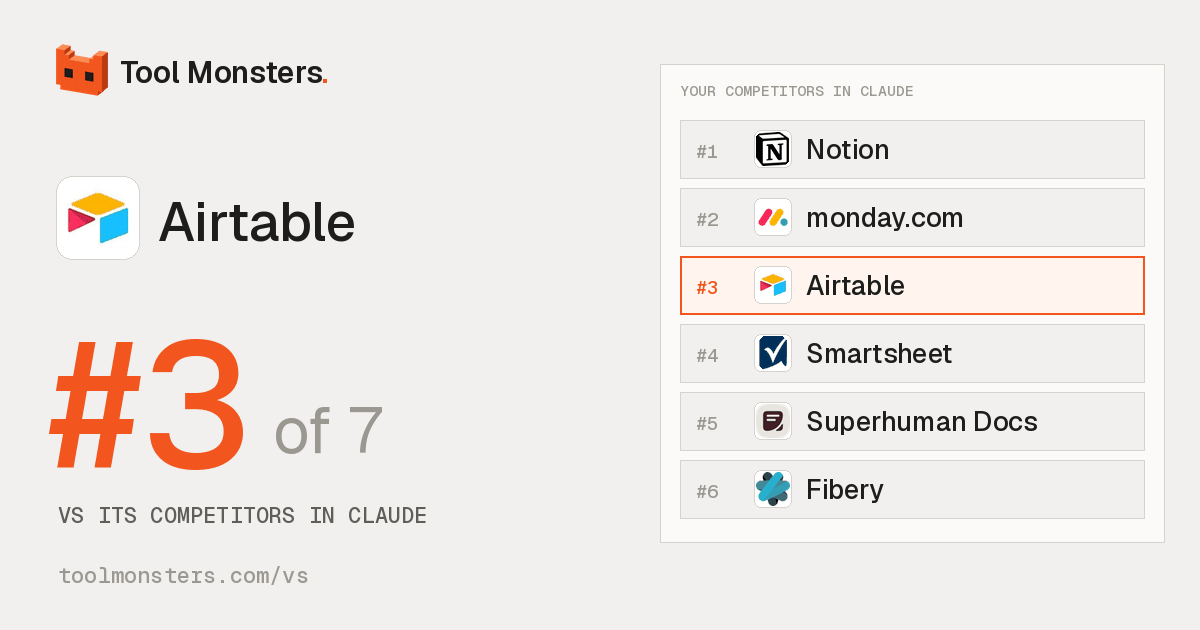 Tool Monsters.
Airtable
#3 of 7
VS ITS COMPETITORS IN CLAUDE
toolmonsters.com/vs
YOUR COMPETITORS IN CLAUDE
#1 N Notion
#2 monday.com
#3 Airtable
#4 Smartsheet
#5 Superhuman Docs
#6 Fibery